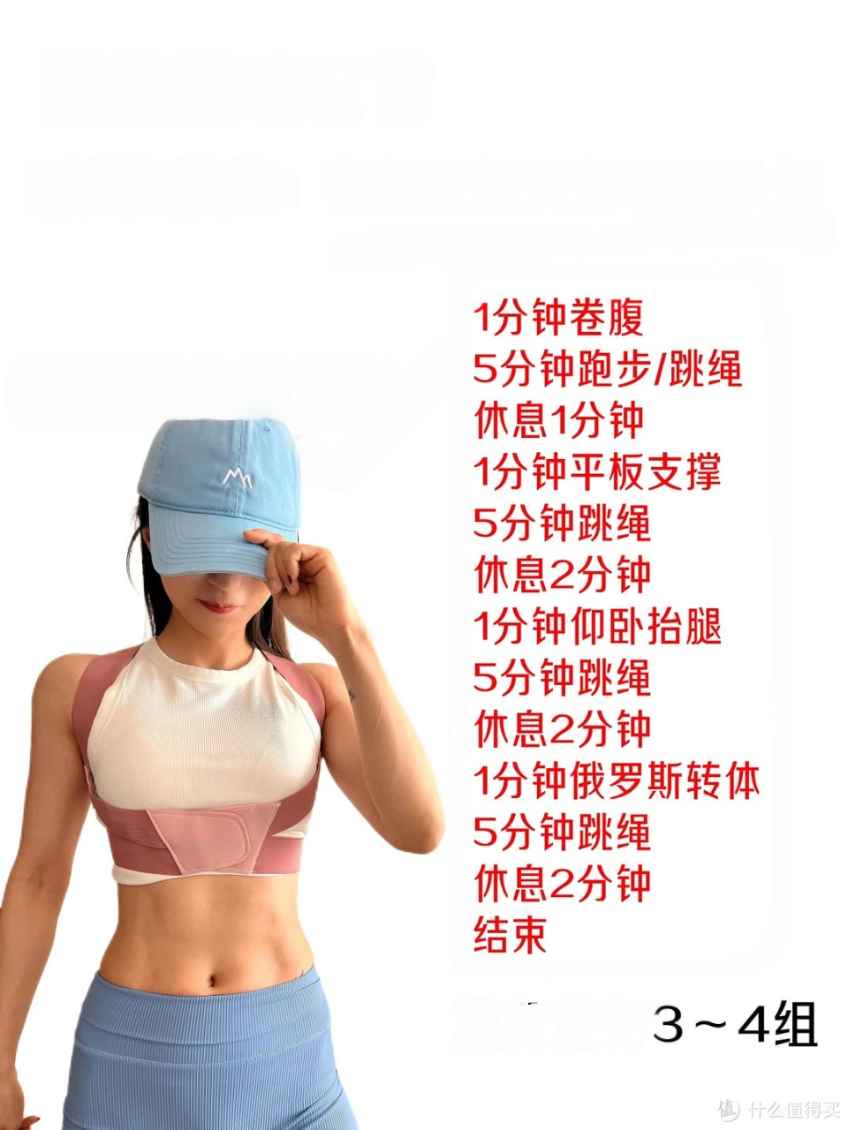 1分钟卷腹
5分钟跑步/跳绳
休息1分钟
1分钟平板支撑
5分钟跳绳
休息2分钟
1分钟仰卧抬腿
5分钟跳绳
休息2分钟
1分钟俄罗斯转体
5分钟跳绳
休息2分钟
结束
3～4组
值 什么值得买